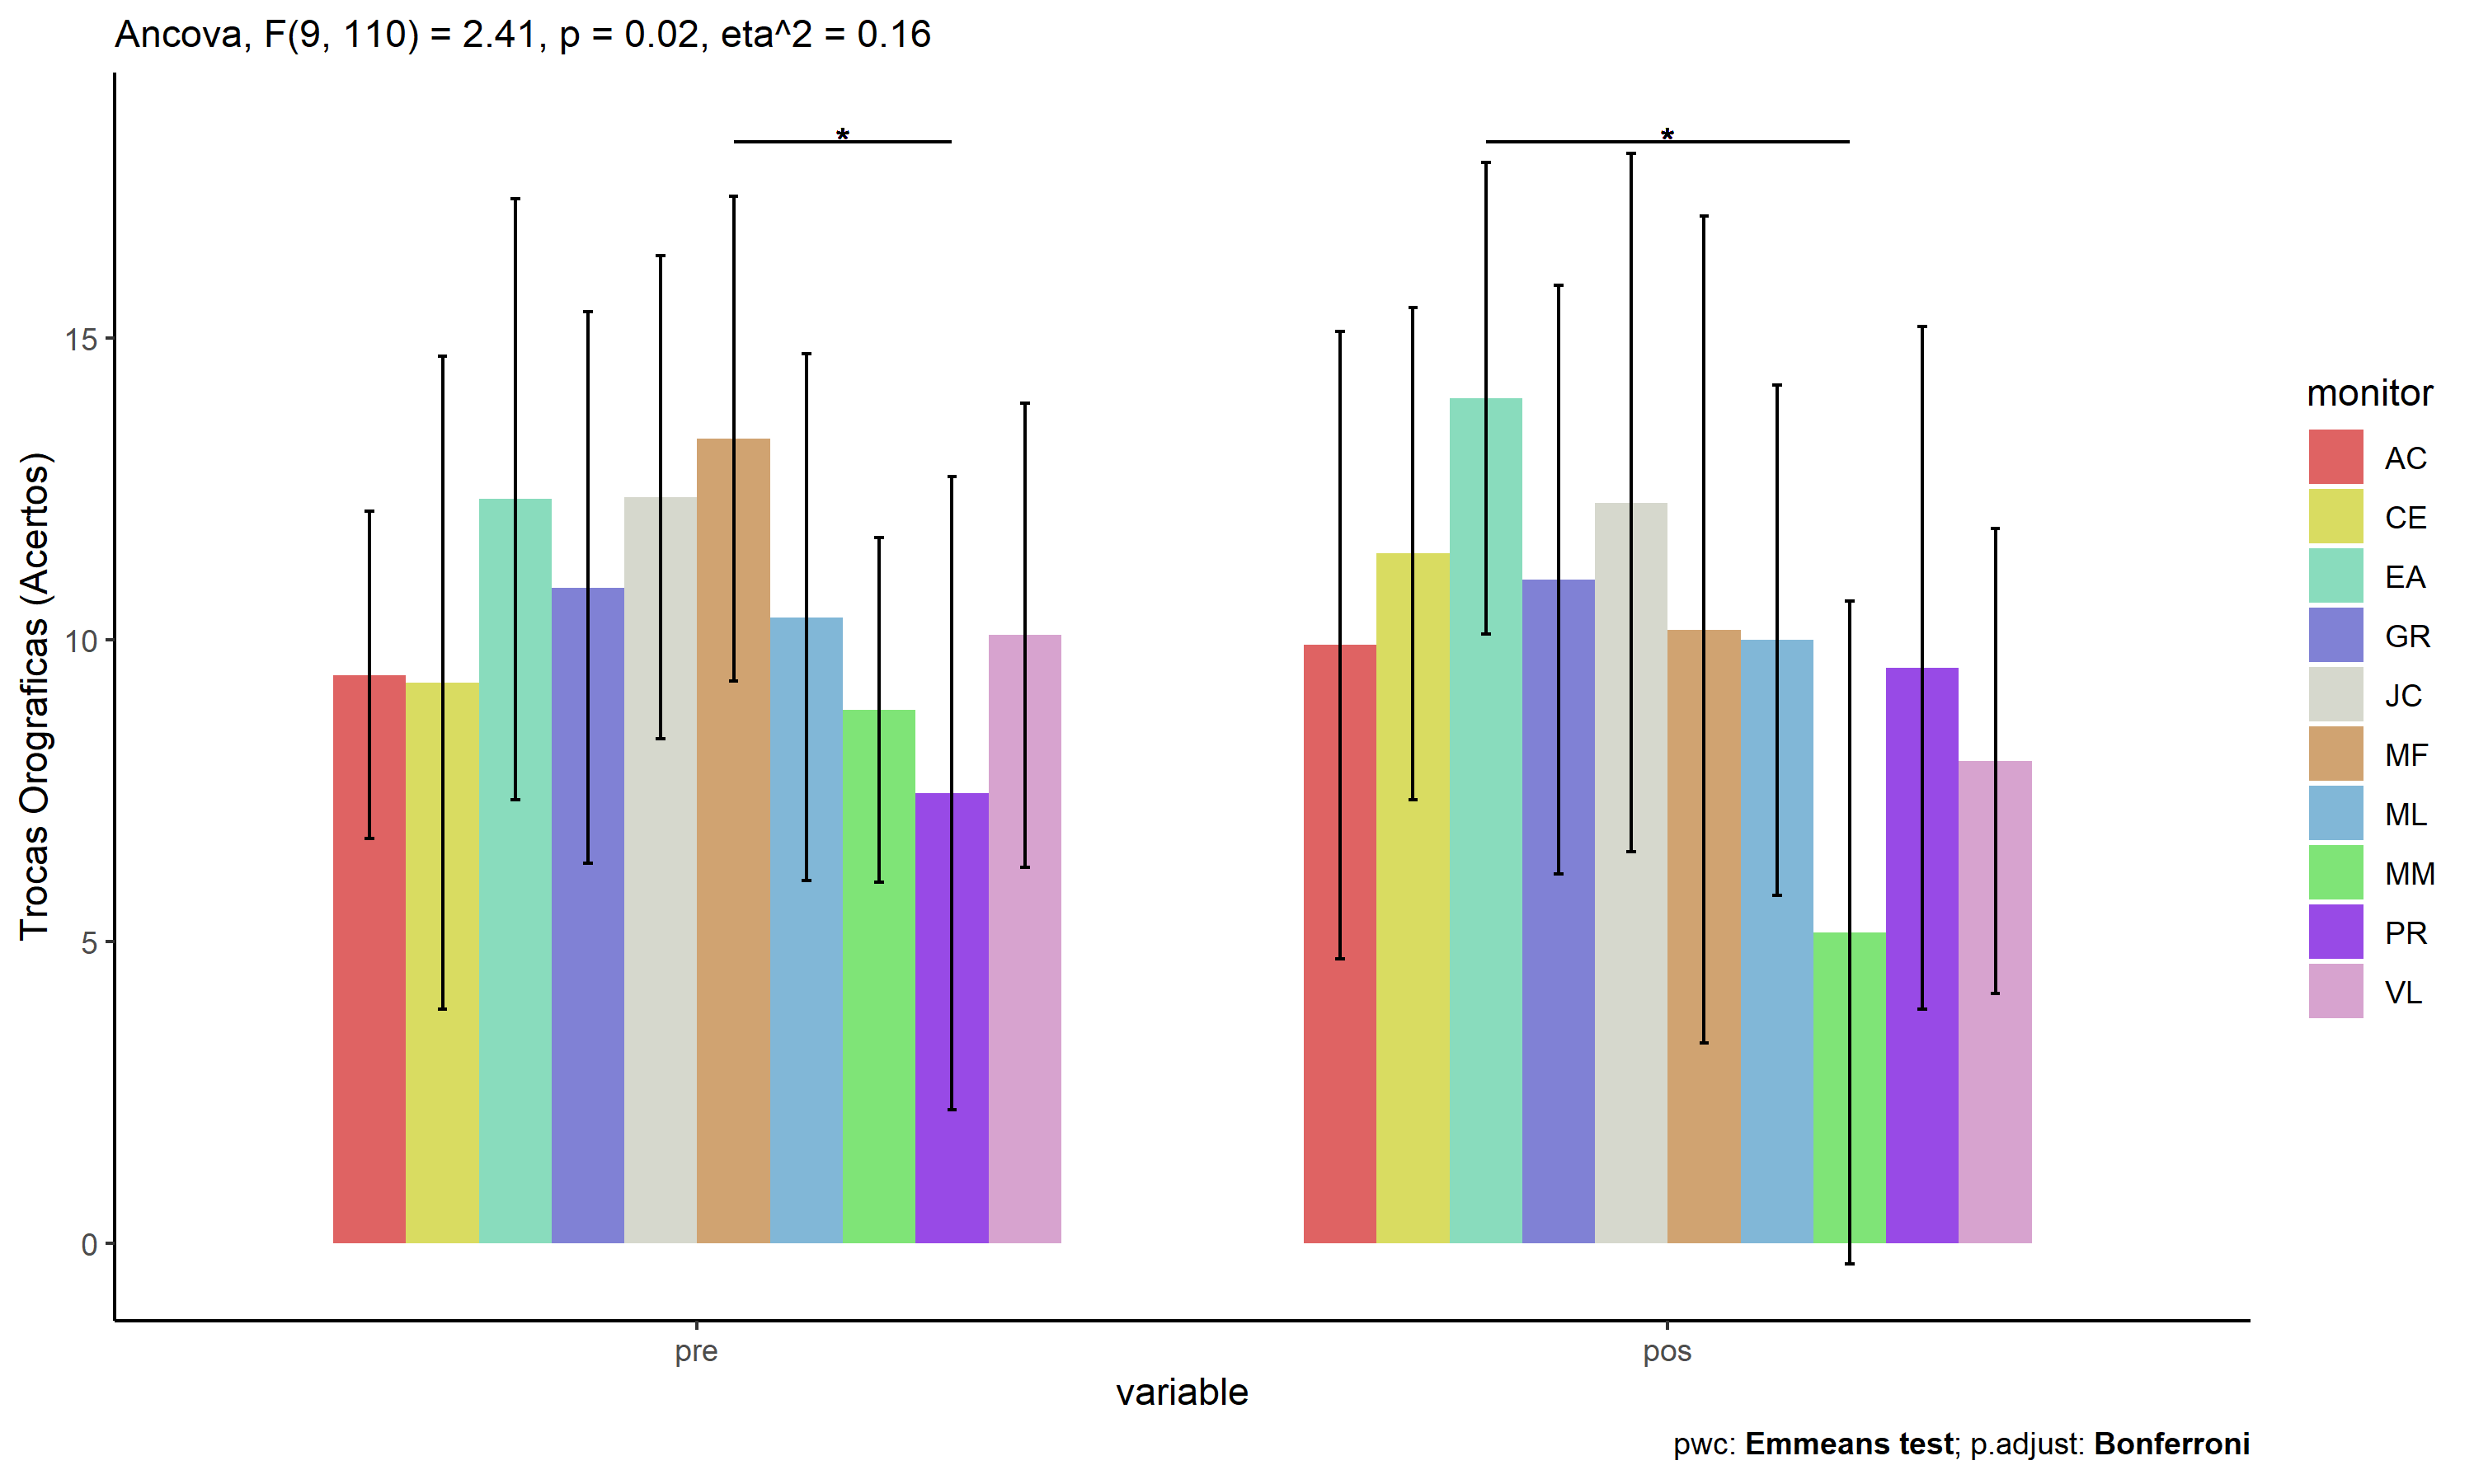 Ancova, F(9, 110) = 2.41, p = 0.02, eta^2 = 0.16
*
*
Trocas Orograficas (Acertos)
15
10
5
0
pre
pos
variable
monitor
AC
CE
EA
GR
JC
MF
ML
MM
PR
VL
pwc: Emmeans test; p.adjust: Bonferroni